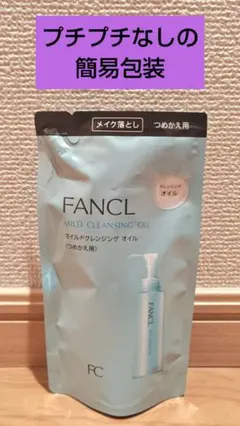 プチプチなしの
簡易包装
メイク落とし
つめかえ用
クレンジング
オイル
FANCL
MILD CLEANSING OIL
マイルドクレンジング オイル
〈つめかえ用〉
FANCL
FC